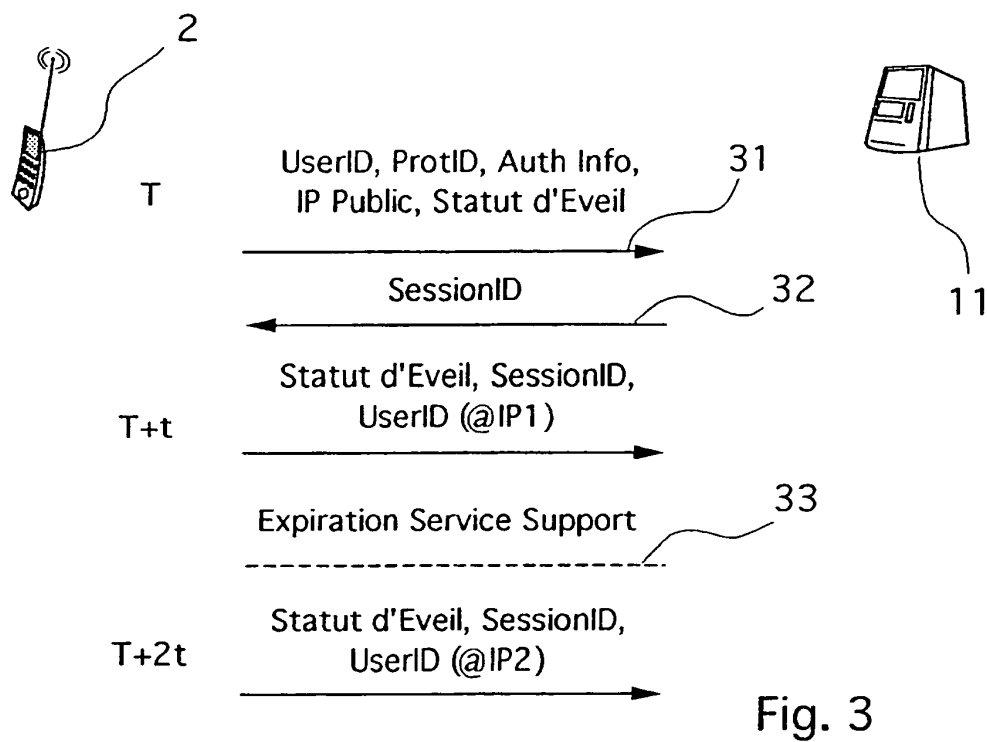 2
UserID, ProtID, Auth Info,
31
T
IP Public, Statut d'Eveil
SessionID
32
11
Statut d'Eveil, SessionID,
T+t
UserID (@IP1)
Expiration Service Support
33
Statut d'Eveil, SessionID,
T+2t
UserID (@IP2)
Fig. 3